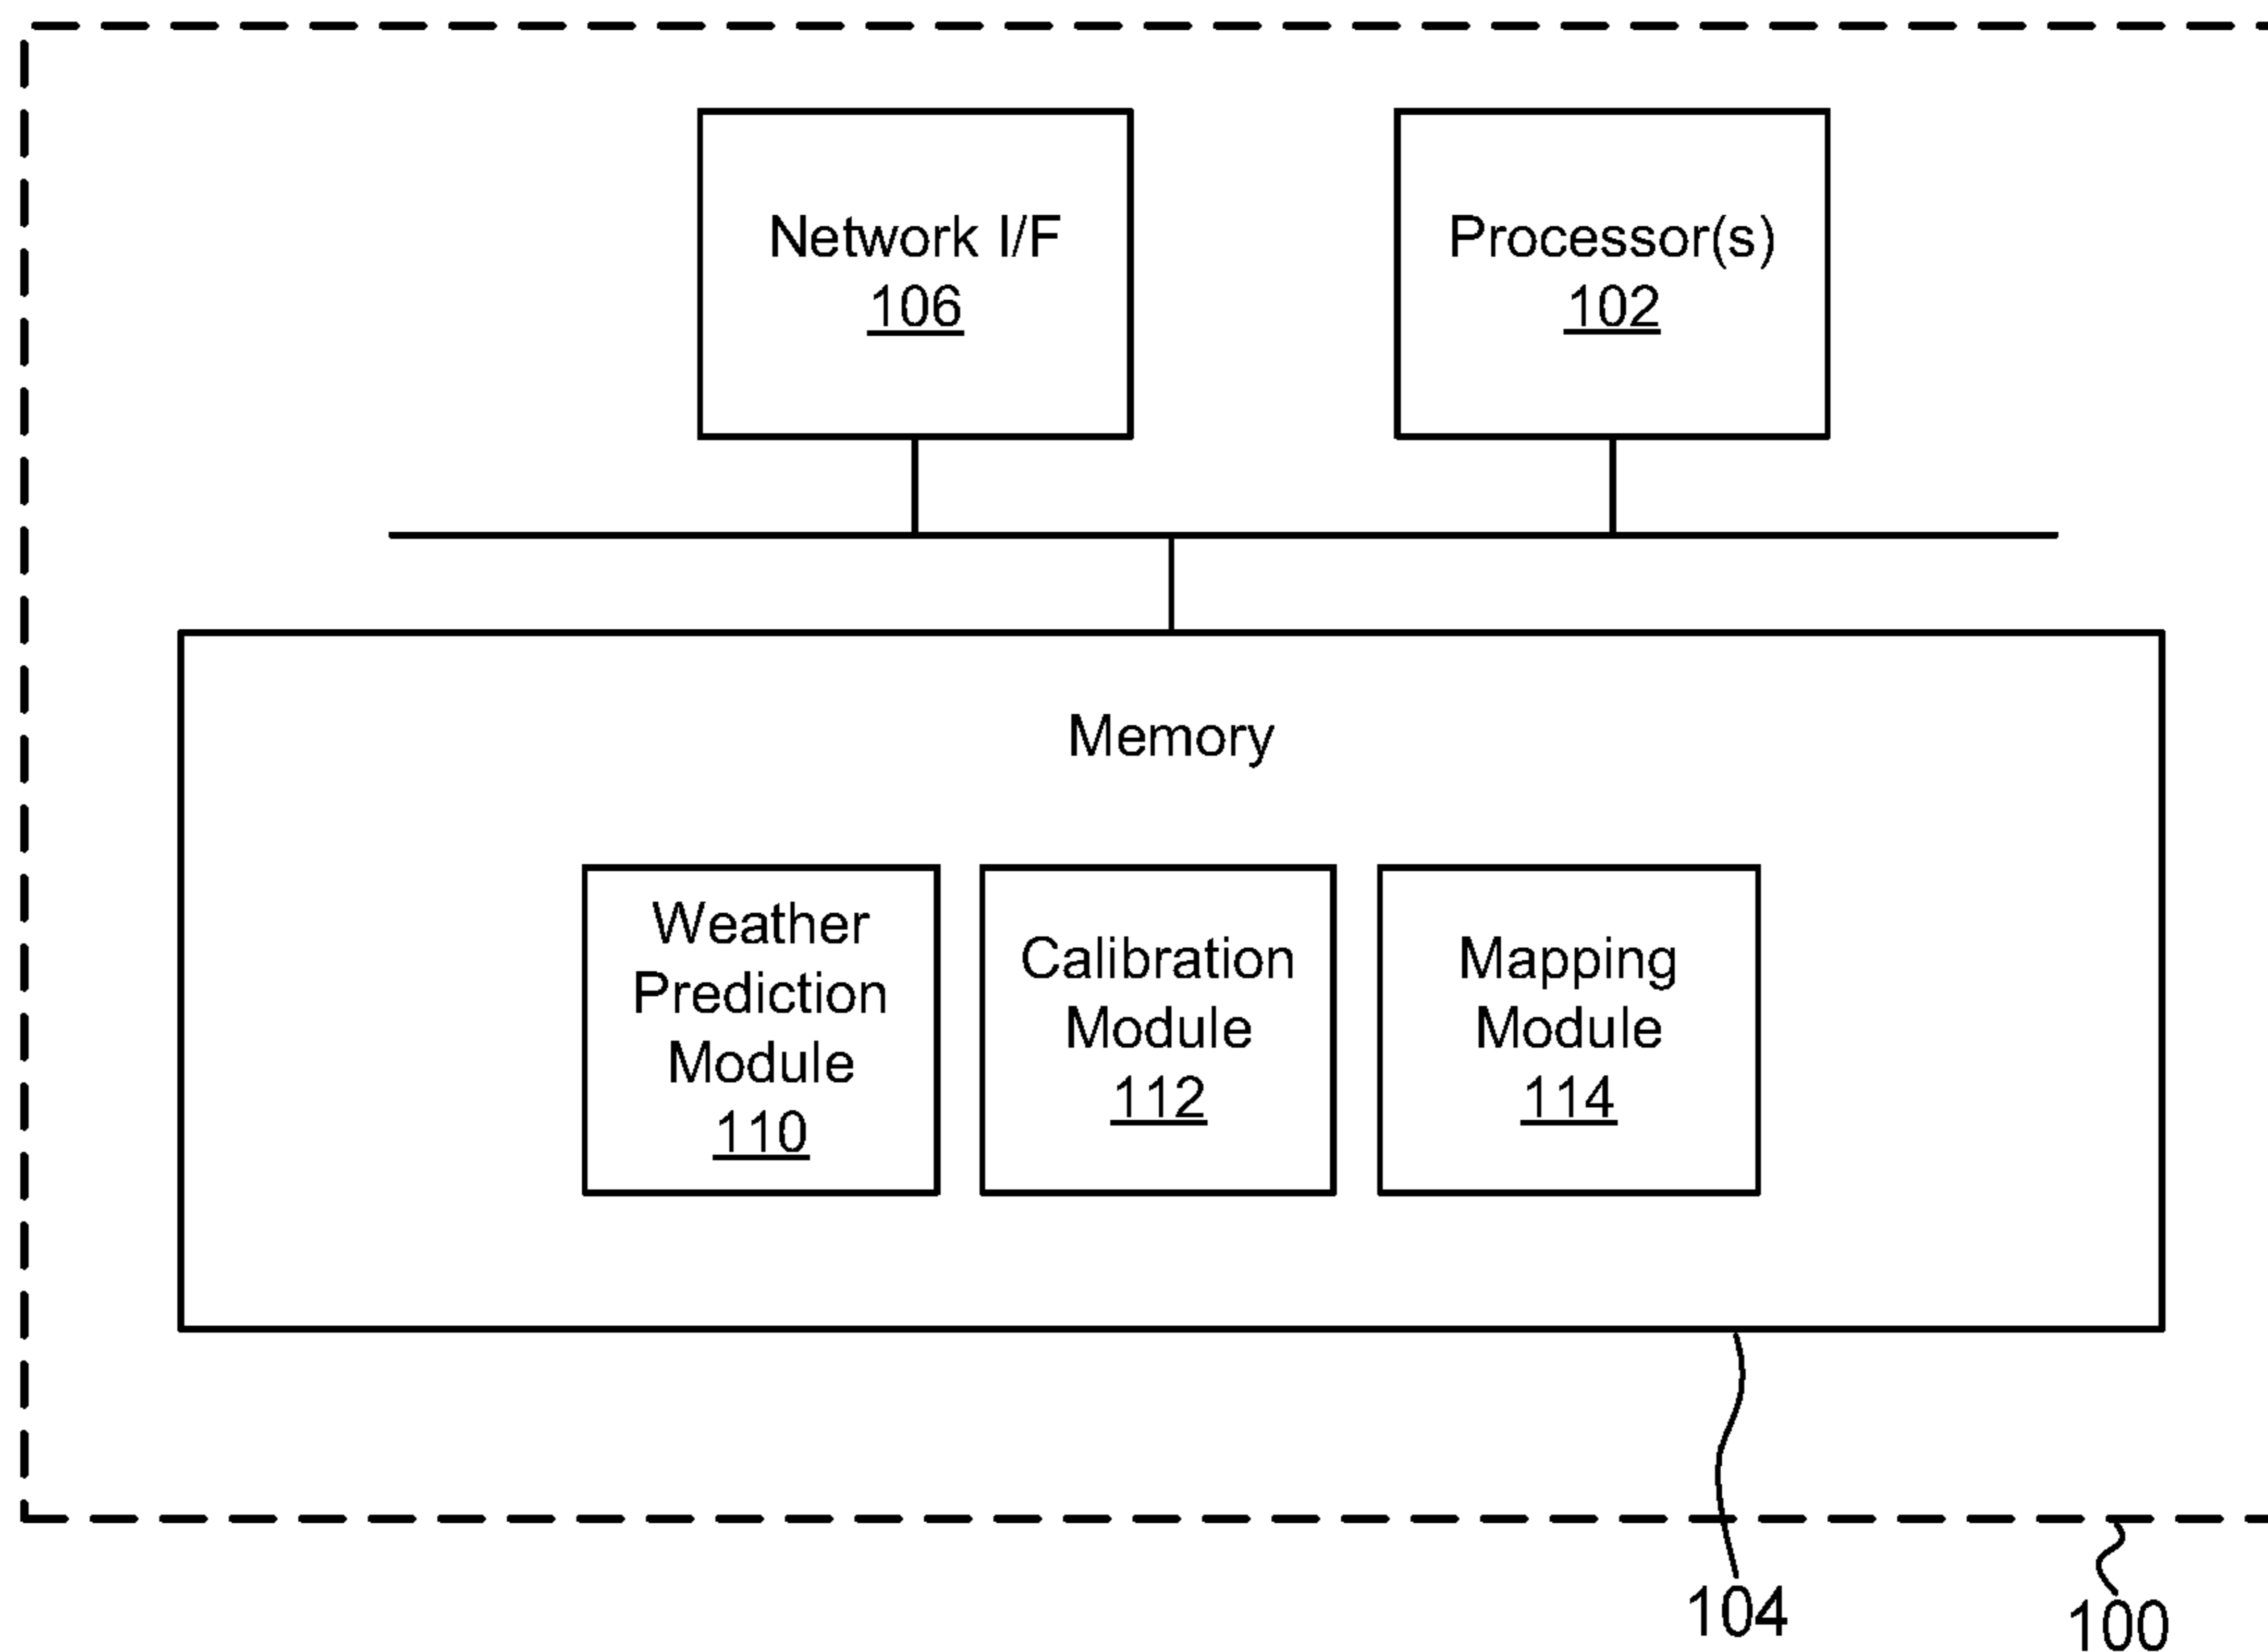 Network I/F
106
Processor(s)
102
Memory
Weather
Prediction
Module
110
Calibration
Module
112
Mapping
Module
114
104
100